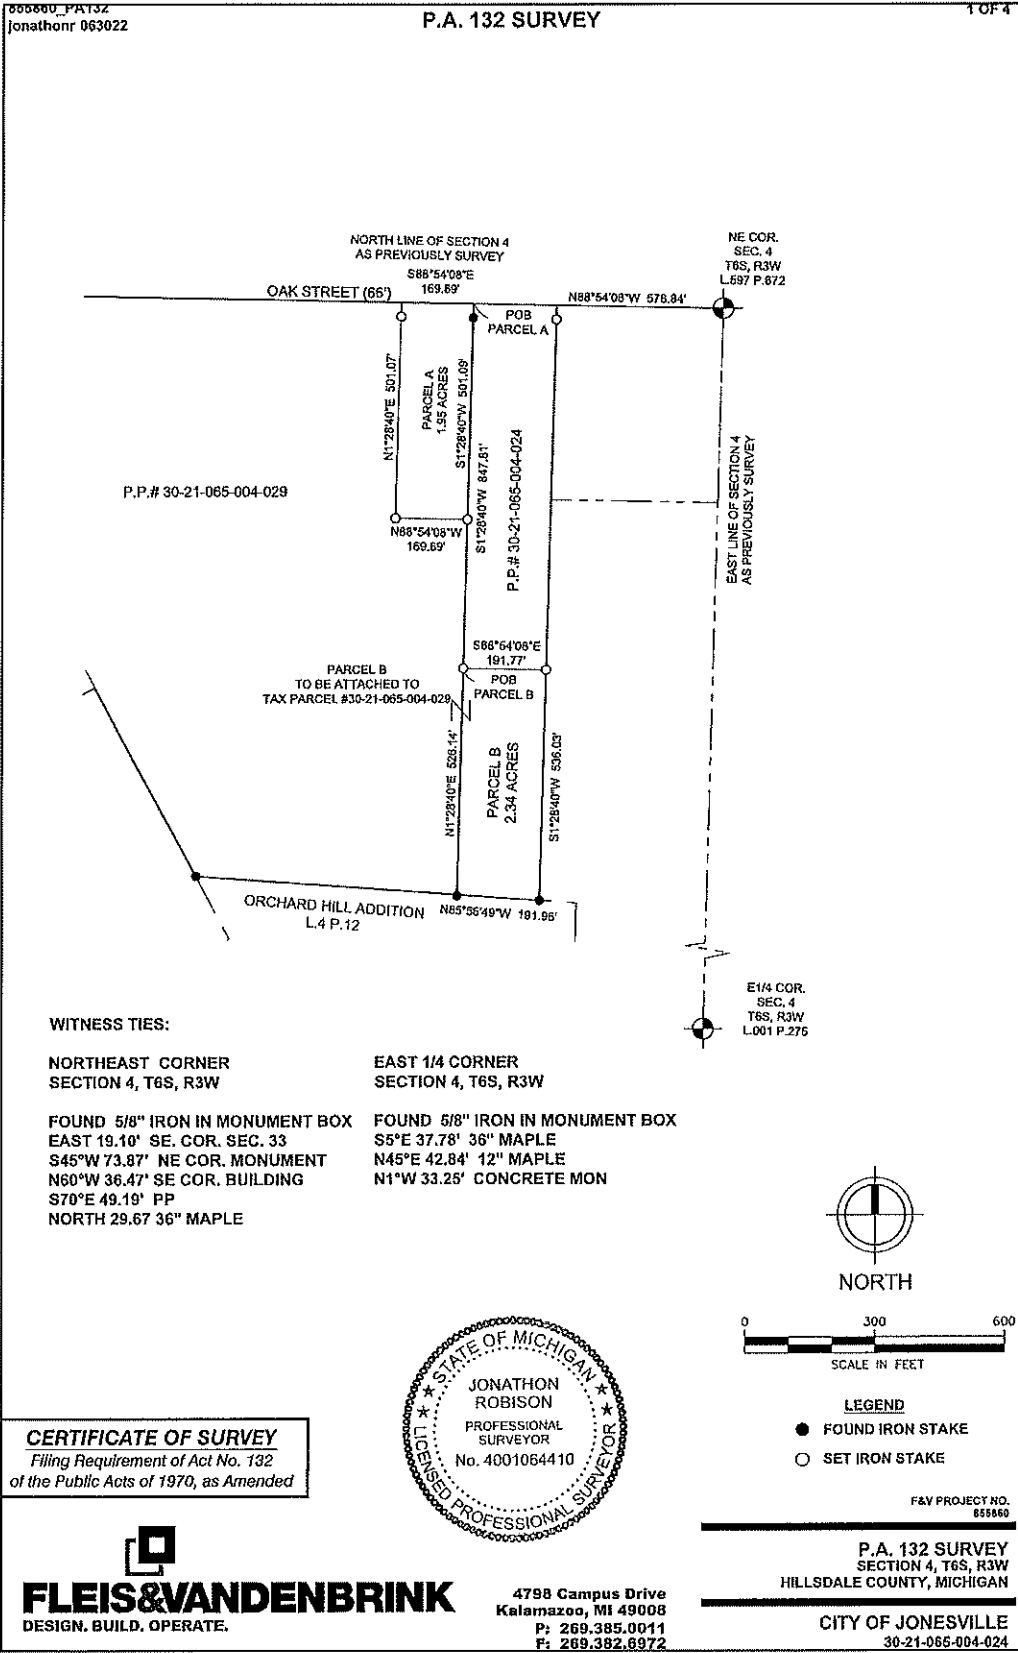 855860_PA132
jonathonr 063022
P.A. 132 SURVEY
1 OF 4
NORTH LINE OF SECTION 4
AS PREVIOUSLY SURVEY
S88°54'08"E
169.69'
OAK STREET (66')
N88°54'08"W 578.84'
NE COR.
SEC. 4
T6S, R3W
L.597 P.672
POB
PARCEL A
N1°28'40"E 501.07'
PARCEL A
1.95 ACRES
S1°28'40"W 501.09'
S1°28'40"W 847.81'
P.P.# 30-21-065-004-024
EAST LINE OF SECTION 4
AS PREVIOUSLY SURVEY
P.P.# 30-21-065-004-029
N88°54'08"W
169.69'
S88°54'08"E
191.77'
POB
PARCEL B
PARCEL B
TO BE ATTACHED TO
TAX PARCEL #30-21-065-004-029
N1°28'40"E 526.14'
PARCEL B
2.34 ACRES
S1°28'40"W 536.03'
ORCHARD HILL ADDITION
L.4 P.12
N85°56'49"W 191.96'
E1/4 COR.
SEC. 4
T6S, R3W
L.001 P.275
WITNESS TIES:
NORTHEAST CORNER
SECTION 4, T6S, R3W
FOUND 5/8" IRON IN MONUMENT BOX
EAST 19.10' SE. COR. SEC. 33
S45°W 73.87' NE COR. MONUMENT
N60°W 36.47' SE COR. BUILDING
S70°E 49.19' PP
NORTH 29.67 36" MAPLE
EAST 1/4 CORNER
SECTION 4, T6S, R3W
FOUND 5/8" IRON IN MONUMENT BOX
S5°E 37.78' 36" MAPLE
N45°E 42.84' 12" MAPLE
N1°W 33.25' CONCRETE MON
NORTH
0 300 600
SCALE IN FEET
LEGEND
FOUND IRON STAKE
SET IRON STAKE
STATE OF MICHIGAN
JONATHON
ROBISON
PROFESSIONAL
SURVEYOR
No. 4001064410
LICENSED PROFESSIONAL SURVEYOR
CERTIFICATE OF SURVEY
Filing Requirement of Act No. 132
of the Public Acts of 1970, as Amended
FLEIS&VANDENBRINK
DESIGN. BUILD. OPERATE.
4798 Campus Drive
Kalamazoo, MI 49008
P: 269.385.0011
F: 269.382.6972
F&V PROJECT NO.
855860
P.A. 132 SURVEY
SECTION 4, T6S, R3W
HILLSDALE COUNTY, MICHIGAN
CITY OF JONESVILLE
30-21-065-004-024